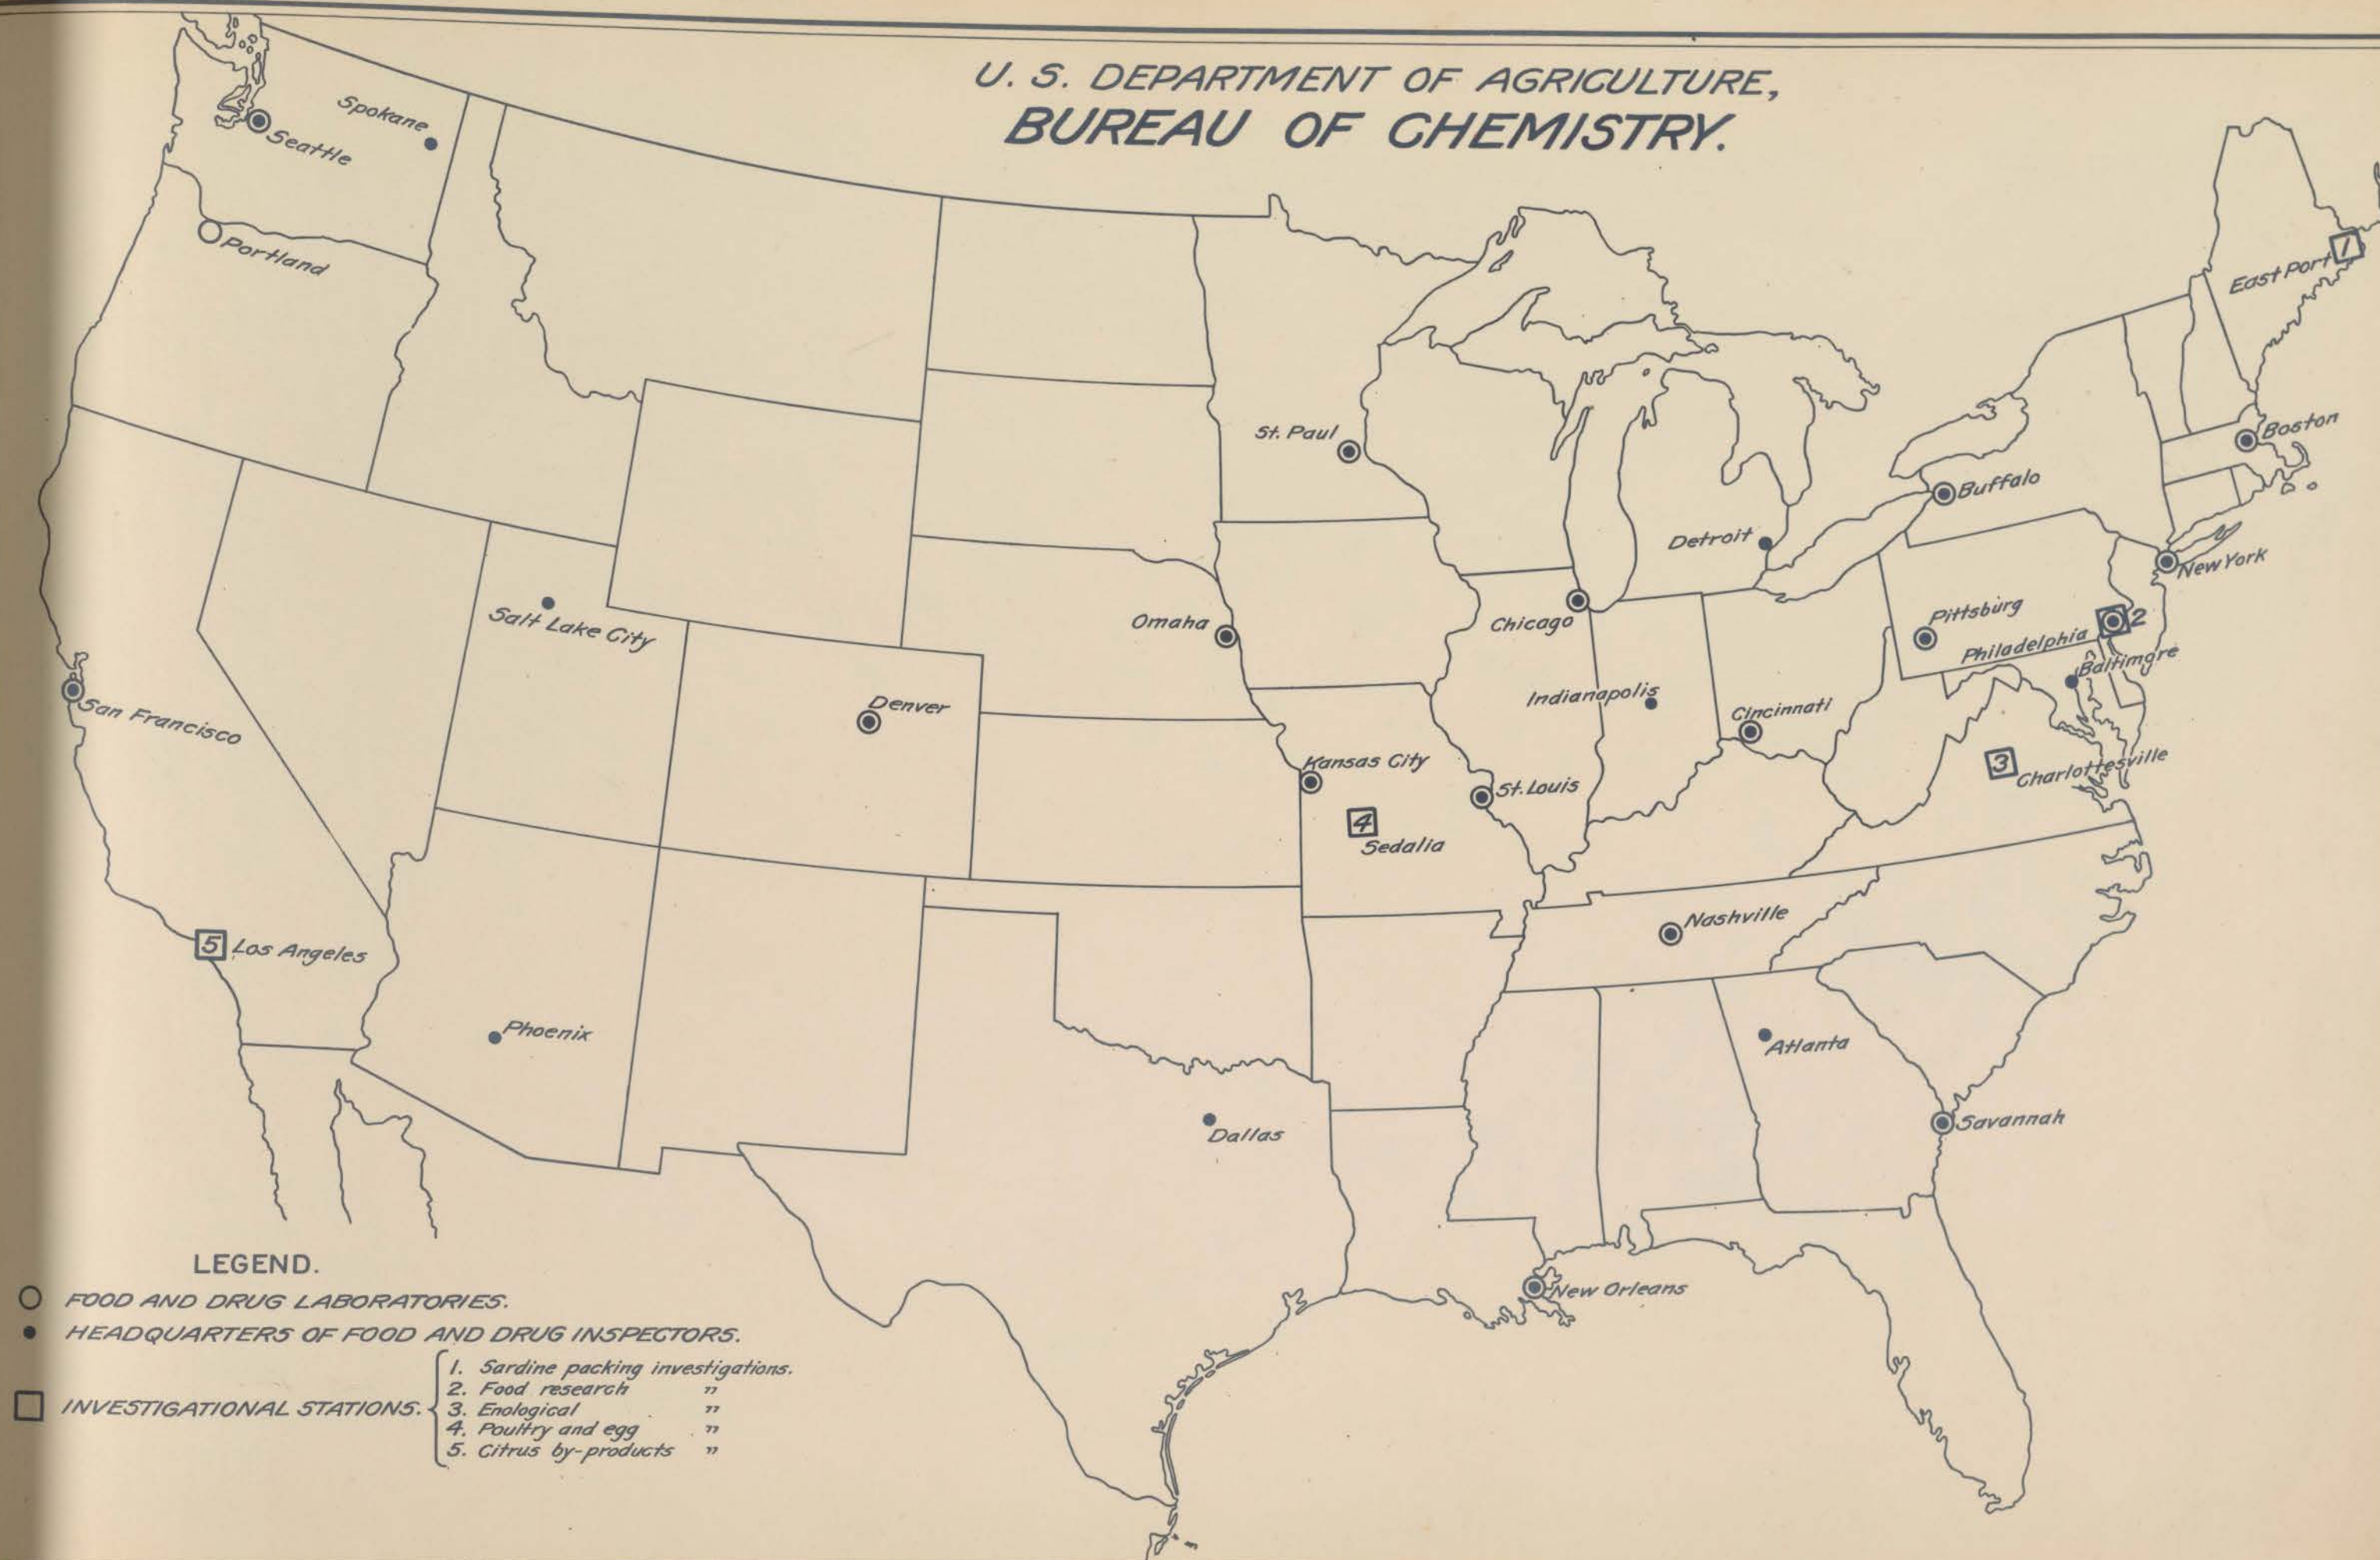 U. S. DEPARTMENT OF AGRICULTURE,
BUREAU OF CHEMISTRY.
Spokane
Seattle
Portland
East Port
1
St. Paul
Boston
Buffalo
Detroit
New York
Salt Lake City
Omaha
Chicago
Pittsburg
2
Philadelphia
Baltimore
San Francisco
Denver
Indianapolis
Cincinnati
Kansas City
St. Louis
3
Charlottesville
4
Sedalia
Nashville
5
Los Angeles
Phoenix
Atlanta
Dallas
Savannah
New Orleans
LEGEND.
FOOD AND DRUG LABORATORIES.
HEADQUARTERS OF FOOD AND DRUG INSPECTORS.
INVESTIGATIONAL STATIONS.
1. Sardine packing investigations.
2. Food research "
3. Enological "
4. Poultry and egg "
5. Citrus by-products "